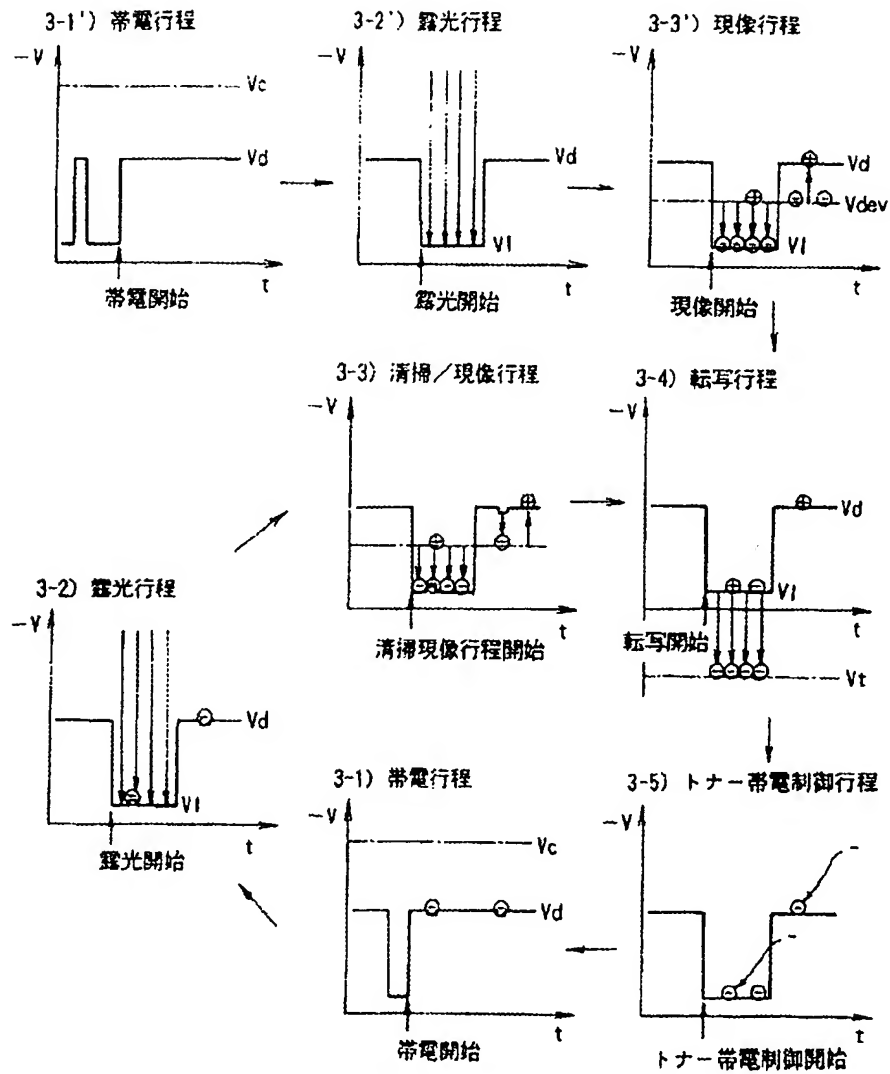 3-1') 帯電行程
-V
Vc
Vd
帯電開始
t
3-2') 露光行程
-V
Vd
Vl
露光開始
t
3-3') 現像行程
-V
Vd
Vdev
Vl
現像開始
t
3-3) 清掃/現像行程
-V
清掃現像行程開始
t
3-4) 転写行程
-V
Vd
Vl
転写開始
t
Vt
3-2) 露光行程
-V
Vd
Vl
露光開始
t
3-1) 帯電行程
-V
Vc
Vd
帯電開始
t
3-5) トナー帯電制御行程
-V
-
-
トナー帯電制御開始
t